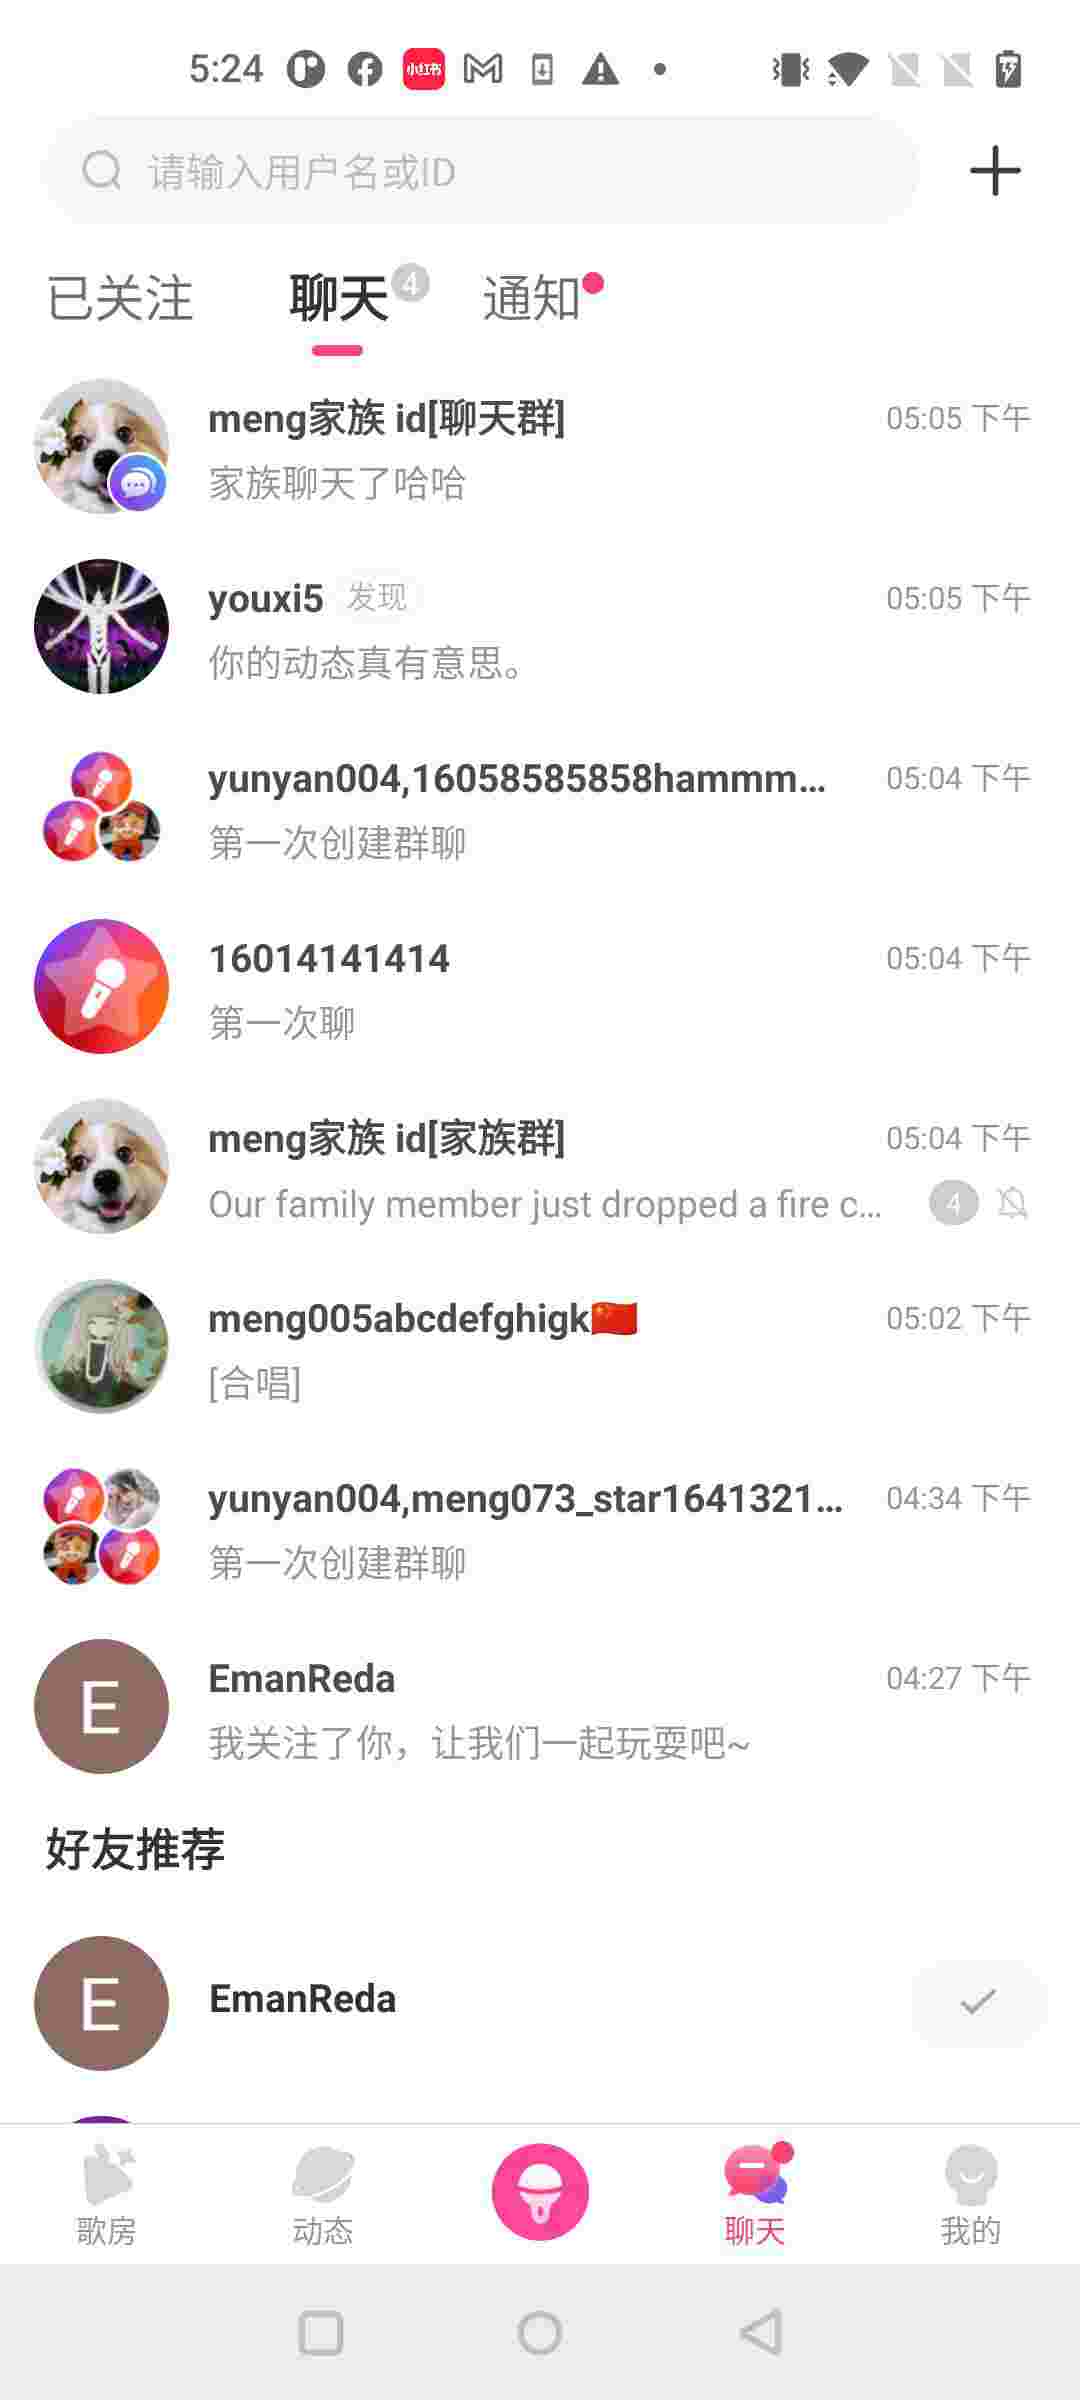 5:24
小红书
请输入用户名或ID
已关注
聊天 4
通知
meng家族 id[聊天群]
05:05 下午
家族聊天了哈哈
youxi5 发现
05:05 下午
你的动态真有意思。
yunyan004,16058585858hammm...
05:04 下午
第一次创建群聊
16014141414
05:04 下午
第一次聊
meng家族 id[家族群]
05:04 下午
Our family member just dropped a fire c...
4
meng005abcdefghigk🇨🇳
05:02 下午
[合唱]
yunyan004,meng073_star1641321...
04:34 下午
第一次创建群聊
E
EmanReda
04:27 下午
我关注了你，让我们一起玩耍吧~
好友推荐
E
EmanReda
歌房
动态
聊天
我的